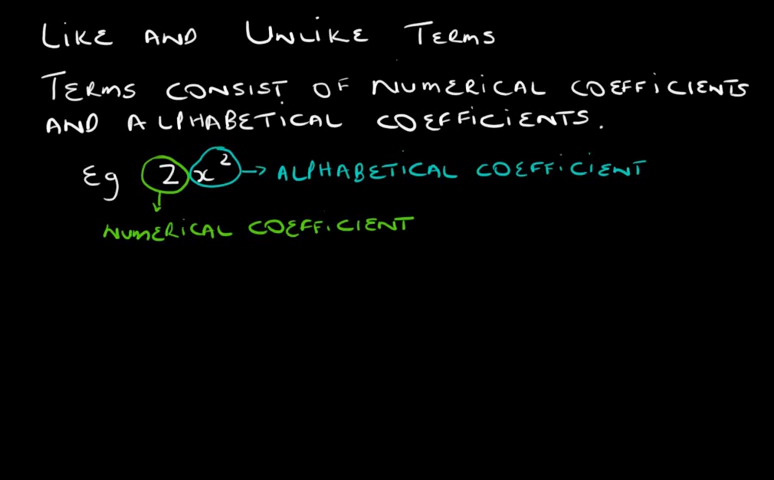 LIKE AND UNLIKE TERMS
TERMS CONSIST OF NUMERICAL COEFFICIENTS
AND ALPHABETICAL COEFFICIENTS.
Eg 2x² → ALPHABETICAL COEFFICIENT
NUMERICAL COEFFICIENT